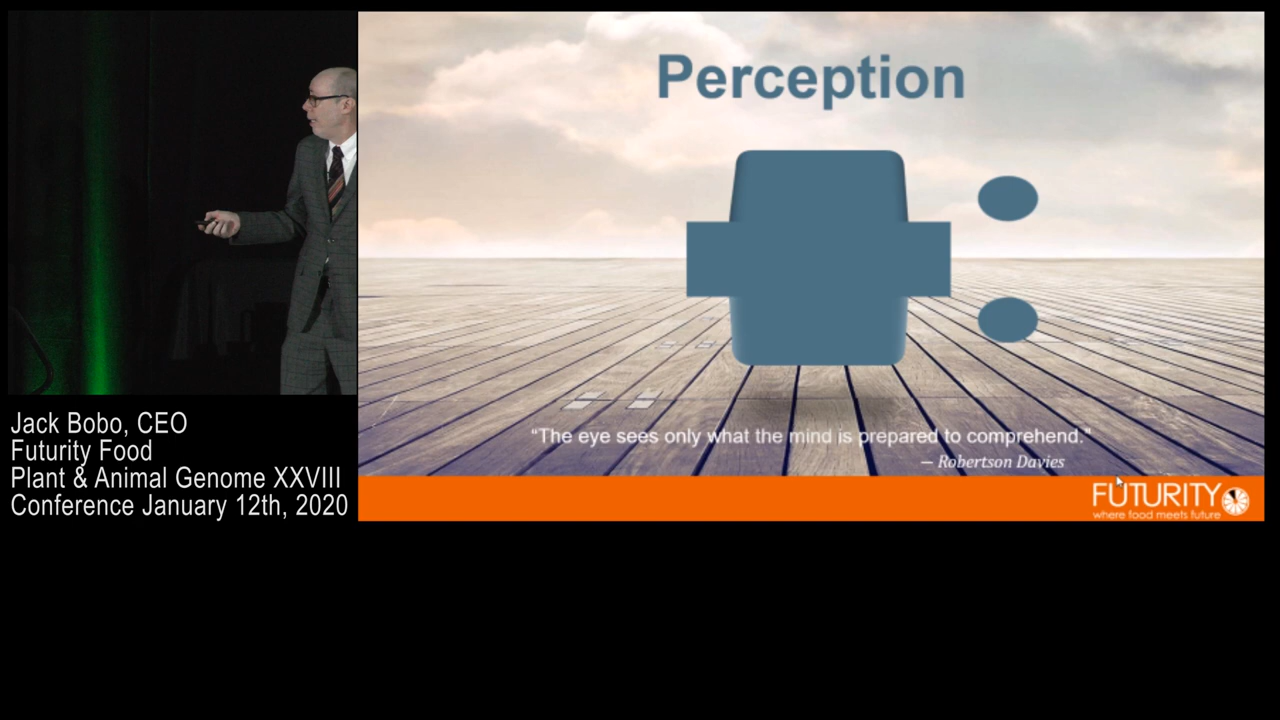 Perception
“The eye sees only what the mind is prepared to comprehend.”
— Robertson Davies
FUTURITY
where food meets future
Jack Bobo, CEO
Futurity Food
Plant & Animal Genome XXVIII
Conference January 12th, 2020